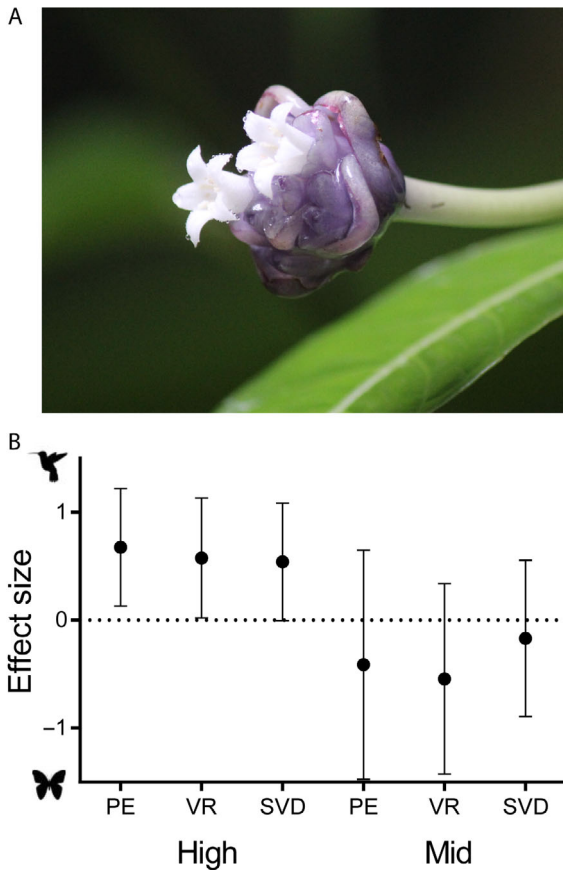 A
B
Effect size
1
0
−1
PE VR SVD PE VR SVD
High Mid